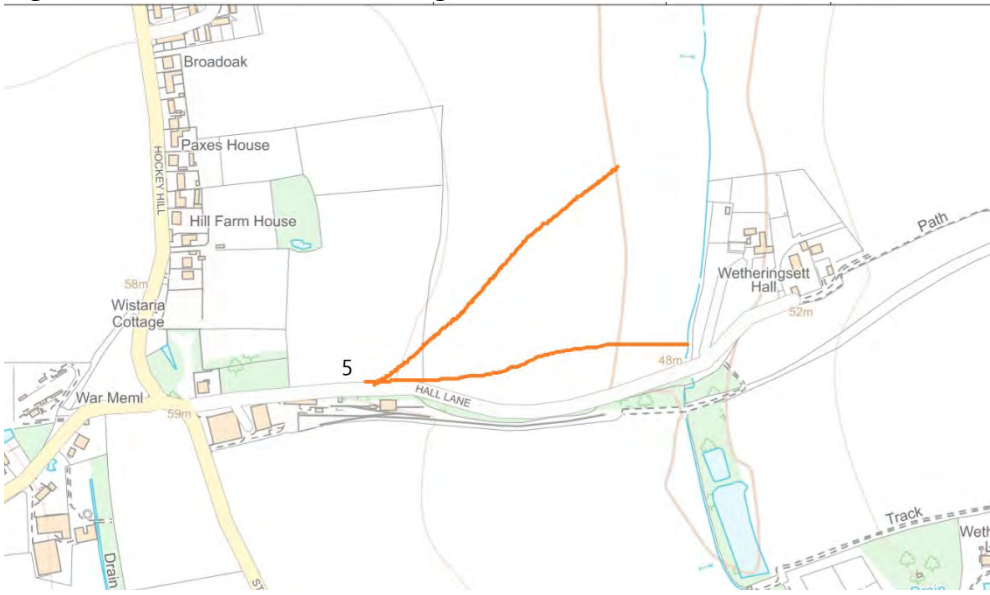 Broadoak
HOCKEY HILL
Paxes House
Hill Farm House
58m
Wistaria
Cottage
War Meml
59m
5
HALL LANE
48m
Wetheringsett
Hall
52m
Path
Track
Drain